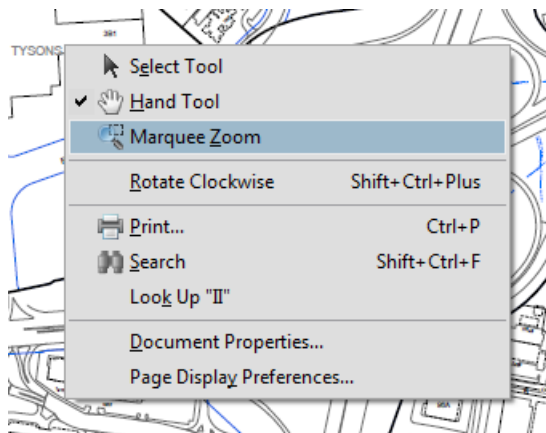 3B1
TYSONS
Select Tool
Hand Tool
Marquee Zoom
Rotate Clockwise Shift+Ctrl+Plus
Print... Ctrl+P
Search Shift+Ctrl+F
Look Up "II"
Document Properties...
Page Display Preferences...